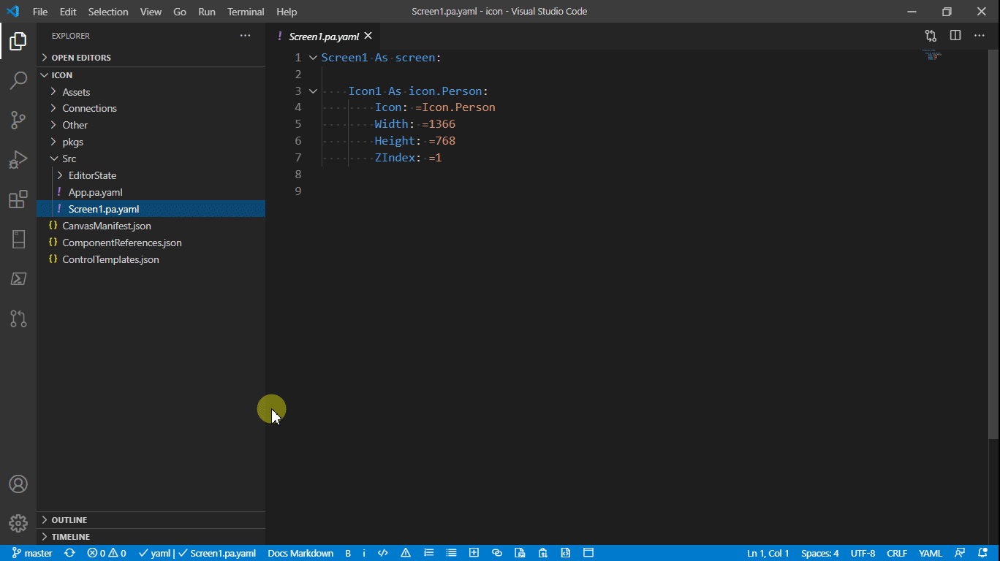 File Edit Selection View Go Run Terminal Help
Screen1.pa.yaml - icon - Visual Studio Code
EXPLORER
OPEN EDITORS
ICON
Assets
Connections
Other
pkgs
Src
EditorState
! App.pa.yaml
! Screen1.pa.yaml
{} CanvasManifest.json
{} ComponentReferences.json
{} ControlTemplates.json
OUTLINE
TIMELINE
! Screen1.pa.yaml
1 Screen1 As screen:
2
3 Icon1 As icon.Person:
4 Icon: =Icon.Person
5 Width: =1366
6 Height: =768
7 ZIndex: =1
8
9
master 0 0 yaml | Screen1.pa.yaml Docs Markdown B i Ln 1, Col 1 Spaces: 4 UTF-8 CRLF YAML